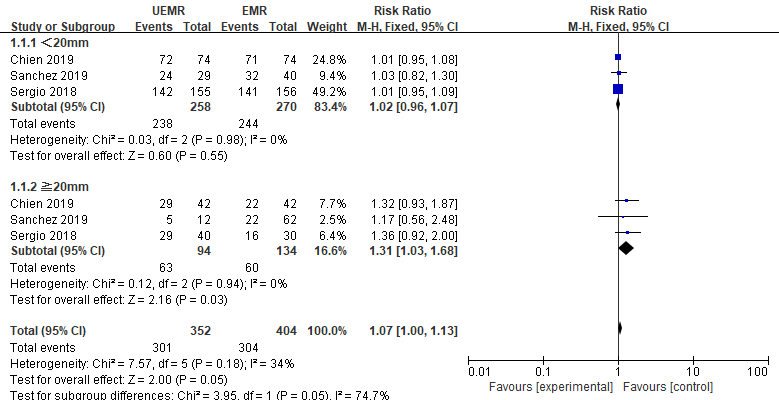 UEMR EMR Risk Ratio Risk Ratio
Study or Subgroup Events Total Events Total Weight M-H, Fixed, 95% CI M-H, Fixed, 95% CI
1.1.1 <20mm
Chien 2019 72 74 71 74 24.8% 1.01 [0.95, 1.08]
Sanchez 2019 24 29 32 40 9.4% 1.03 [0.82, 1.30]
Sergio 2018 142 155 141 156 49.2% 1.01 [0.95, 1.09]
Subtotal (95% CI) 258 270 83.4% 1.02 [0.96, 1.07]
Total events 238 244
Heterogeneity: Chi² = 0.03, df = 2 (P = 0.98); I² = 0%
Test for overall effect: Z = 0.60 (P = 0.55)
1.1.2 ≧20mm
Chien 2019 29 42 22 42 7.7% 1.32 [0.93, 1.87]
Sanchez 2019 5 12 22 62 2.5% 1.17 [0.56, 2.48]
Sergio 2018 29 40 16 30 6.4% 1.36 [0.92, 2.00]
Subtotal (95% CI) 94 134 16.6% 1.31 [1.03, 1.68]
Total events 63 60
Heterogeneity: Chi² = 0.12, df = 2 (P = 0.94); I² = 0%
Test for overall effect: Z = 2.16 (P = 0.03)
Total (95% CI) 352 404 100.0% 1.07 [1.00, 1.13]
Total events 301 304
Heterogeneity: Chi² = 7.57, df = 5 (P = 0.18); I² = 34%
Test for overall effect: Z = 2.00 (P = 0.05)
Test for subgroup differences: Chi² = 3.95, df = 1 (P = 0.05), I² = 74.7%
0.01 0.1 1 10 100
Favours [experimental] Favours [control]